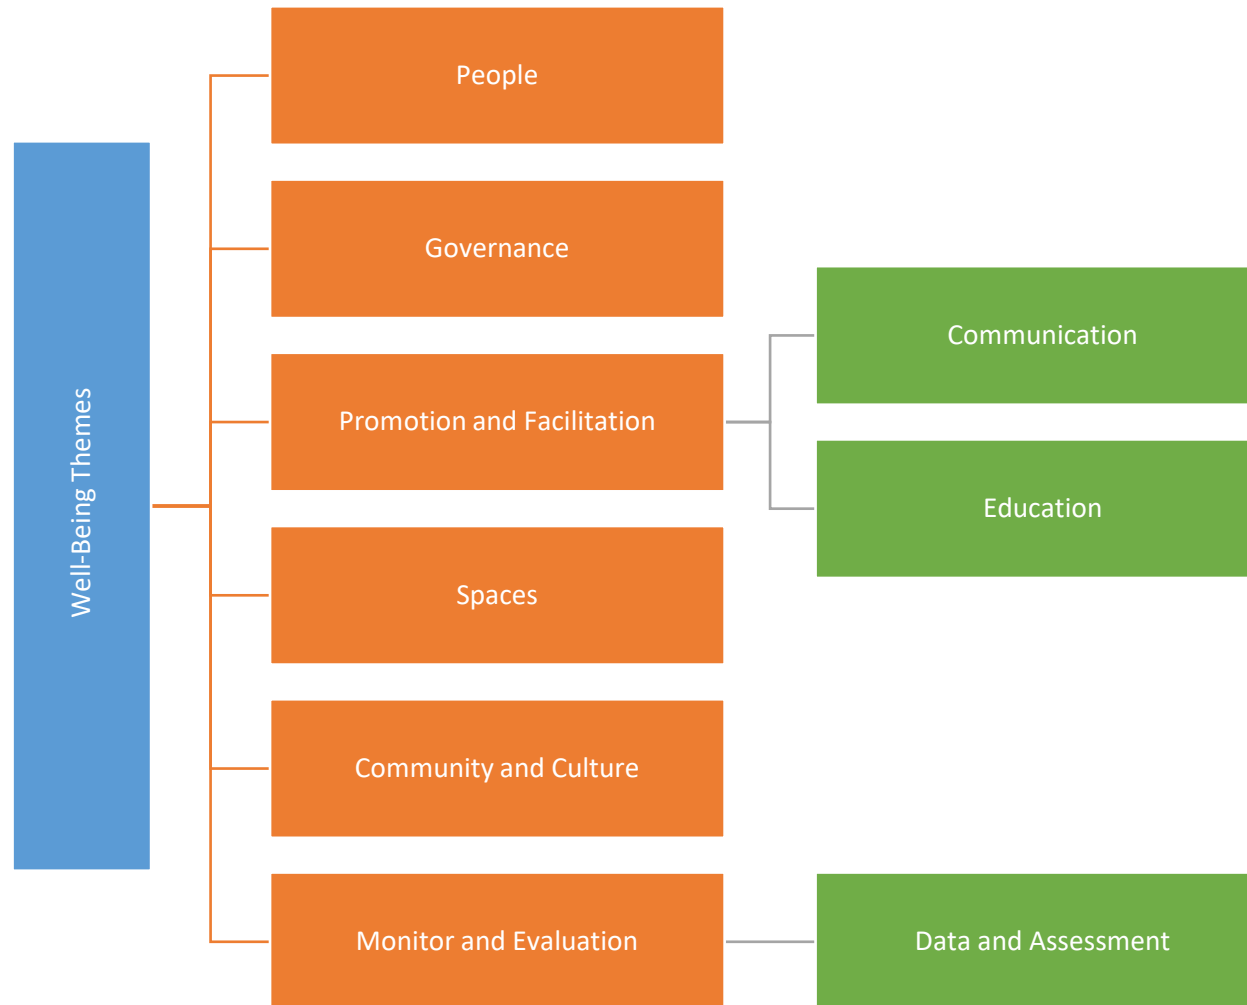 Well-Being Themes
People
Governance
Promotion and Facilitation
Communication
Education
Spaces
Community and Culture
Monitor and Evaluation
Data and Assessment